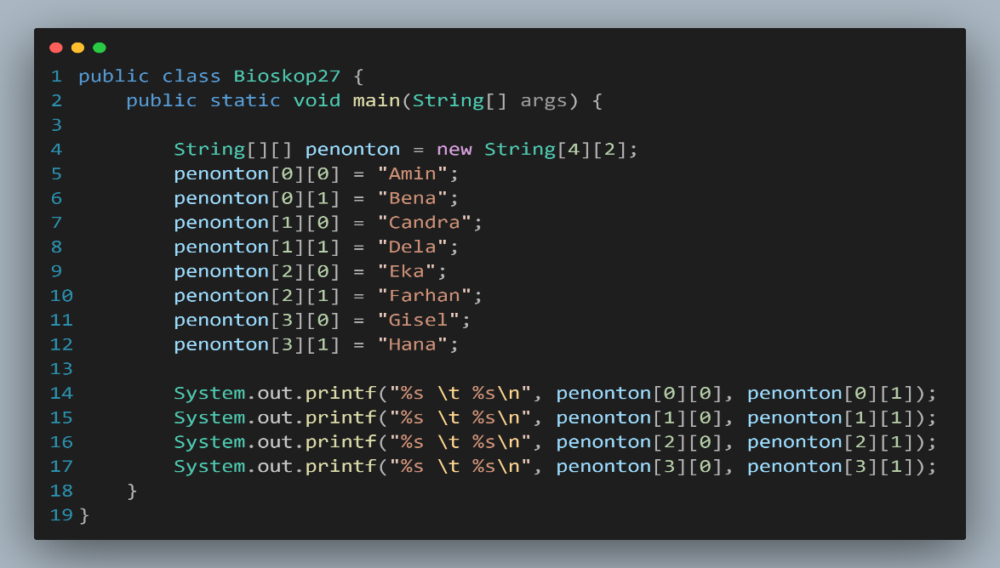 1 public class Bioskop27 {
2     public static void main(String[] args) {
3
4         String[][] penonton = new String[4][2];
5         penonton[0][0] = "Amin";
6         penonton[0][1] = "Bena";
7         penonton[1][0] = "Candra";
8         penonton[1][1] = "Dela";
9         penonton[2][0] = "Eka";
10         penonton[2][1] = "Farhan";
11         penonton[3][0] = "Gisel";
12         penonton[3][1] = "Hana";
13
14         System.out.printf("%s \t %s\n", penonton[0][0], penonton[0][1]);
15         System.out.printf("%s \t %s\n", penonton[1][0], penonton[1][1]);
16         System.out.printf("%s \t %s\n", penonton[2][0], penonton[2][1]);
17         System.out.printf("%s \t %s\n", penonton[3][0], penonton[3][1]);
18     }
19 }